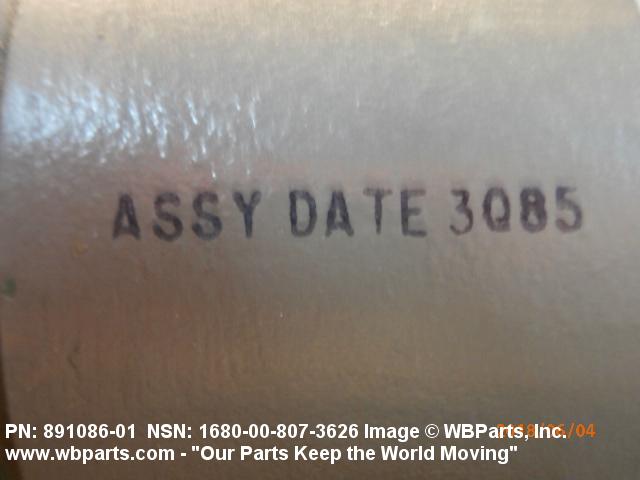 ASSY DATE 3Q85
PN: 891086-01 NSN: 1680-00-807-3626 Image © WBParts, Inc.
www.wbparts.com - "Our Parts Keep the World Moving"